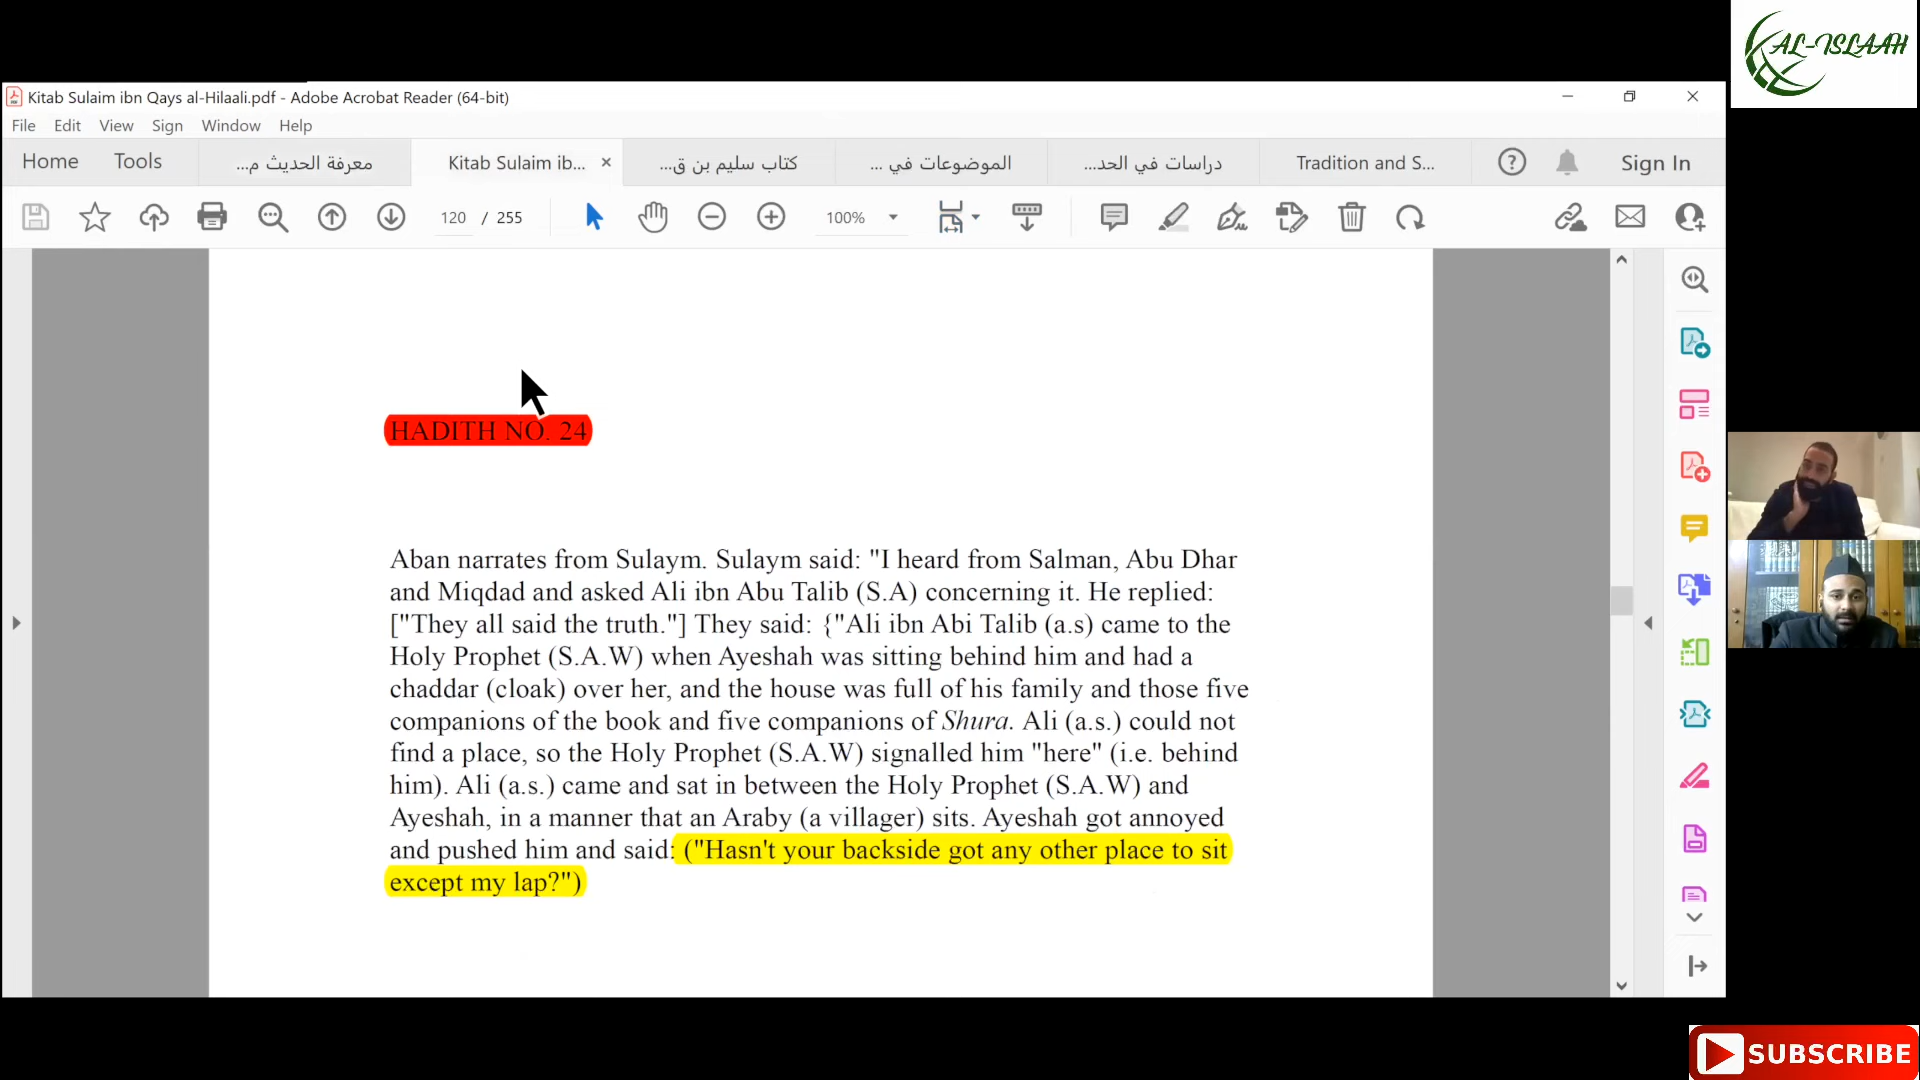 AL-ISLAAH
Kitab Sulaim ibn Qays al-Hilaali.pdf - Adobe Acrobat Reader (64-bit)
File Edit View Sign Window Help
Home Tools معرفة الحديث م... Kitab Sulaim ib... كتاب سليم بن ق... الموضوعات في ... دراسات في الحد... Tradition and S... Sign In
120 / 255 100%
HADITH NO. 24
Aban narrates from Sulaym. Sulaym said: "I heard from Salman, Abu Dhar
and Miqdad and asked Ali ibn Abu Talib (S.A) concerning it. He replied:
["They all said the truth."] They said: {"Ali ibn Abi Talib (a.s) came to the
Holy Prophet (S.A.W) when Ayeshah was sitting behind him and had a
chaddar (cloak) over her, and the house was full of his family and those five
companions of the book and five companions of Shura. Ali (a.s.) could not
find a place, so the Holy Prophet (S.A.W) signalled him "here" (i.e. behind
him). Ali (a.s.) came and sat in between the Holy Prophet (S.A.W) and
Ayeshah, in a manner that an Araby (a villager) sits. Ayeshah got annoyed
and pushed him and said: ("Hasn't your backside got any other place to sit
except my lap?")
SUBSCRIBE